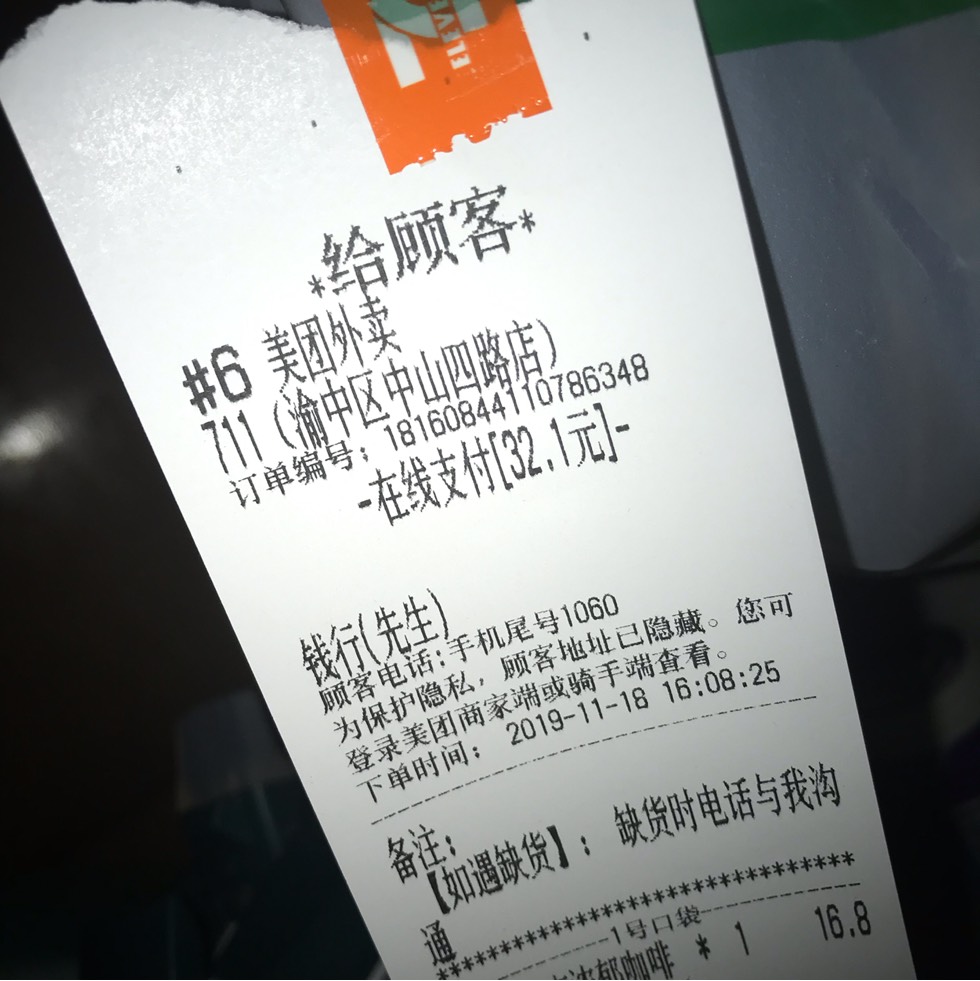 ELEVE
*给顾客*
#6 美团外卖
711（渝中区中山四路店）
订单编号：18160844110786348
-在线支付[32.1元]-
钱行(先生)
顾客电话:手机尾号1060
为保护隐私，顾客地址已隐藏。您可
登录美团商家端或骑手端查看。
下单时间： 2019-11-18 16:08:25
备注：
【如遇缺货】： 缺货时电话与我沟
通
********************************
1号口袋
浓郁咖啡 * 1 16.8